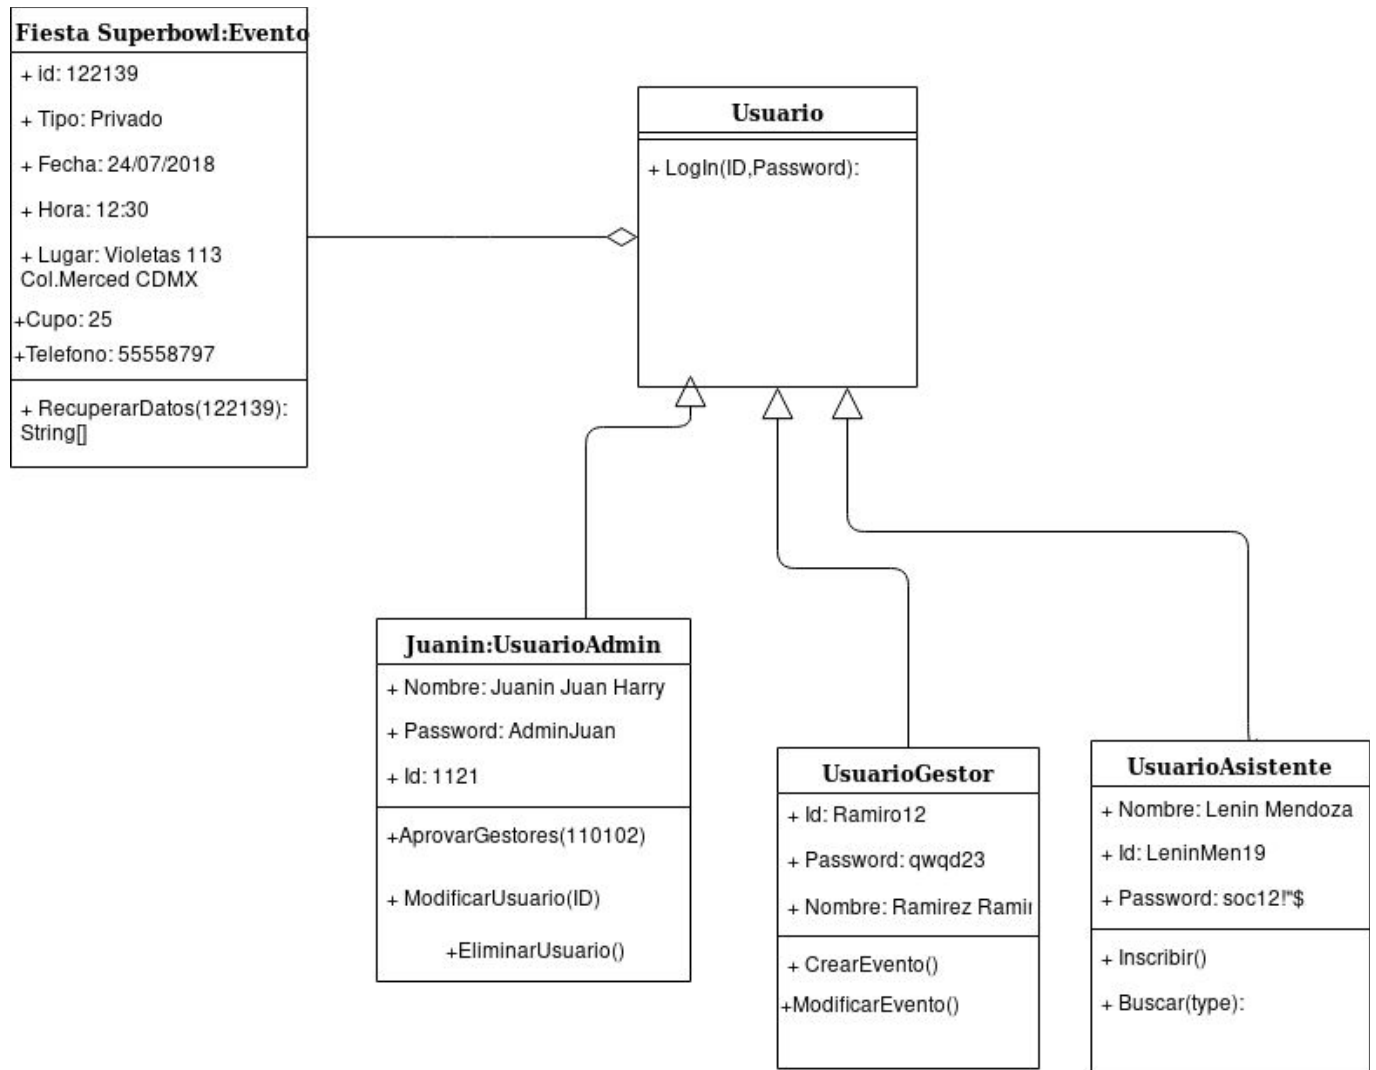 Fiesta Superbowl:Evento
+ id: 122139
+ Tipo: Privado
+ Fecha: 24/07/2018
+ Hora: 12:30
+ Lugar: Violetas 113
Col.Merced CDMX
+Cupo: 25
+Telefono: 55558797
+ RecuperarDatos(122139):
String[]
Usuario
+ LogIn(ID,Password):
Juanin:UsuarioAdmin
+ Nombre: Juanin Juan Harry
+ Password: AdminJuan
+ Id: 1121
+AprovarGestores(110102)
+ ModificarUsuario(ID)
+EliminarUsuario()
UsuarioGestor
+ Id: Ramiro12
+ Password: qwqd23
+ Nombre: Ramirez
+ CrearEvento()
+ModificarEvento()
UsuarioAsistente
+ Nombre: Lenin Mendoza
+ Id: LeninMen19
+ Password: soc12!"$
+ Inscribir()
+ Buscar(type):